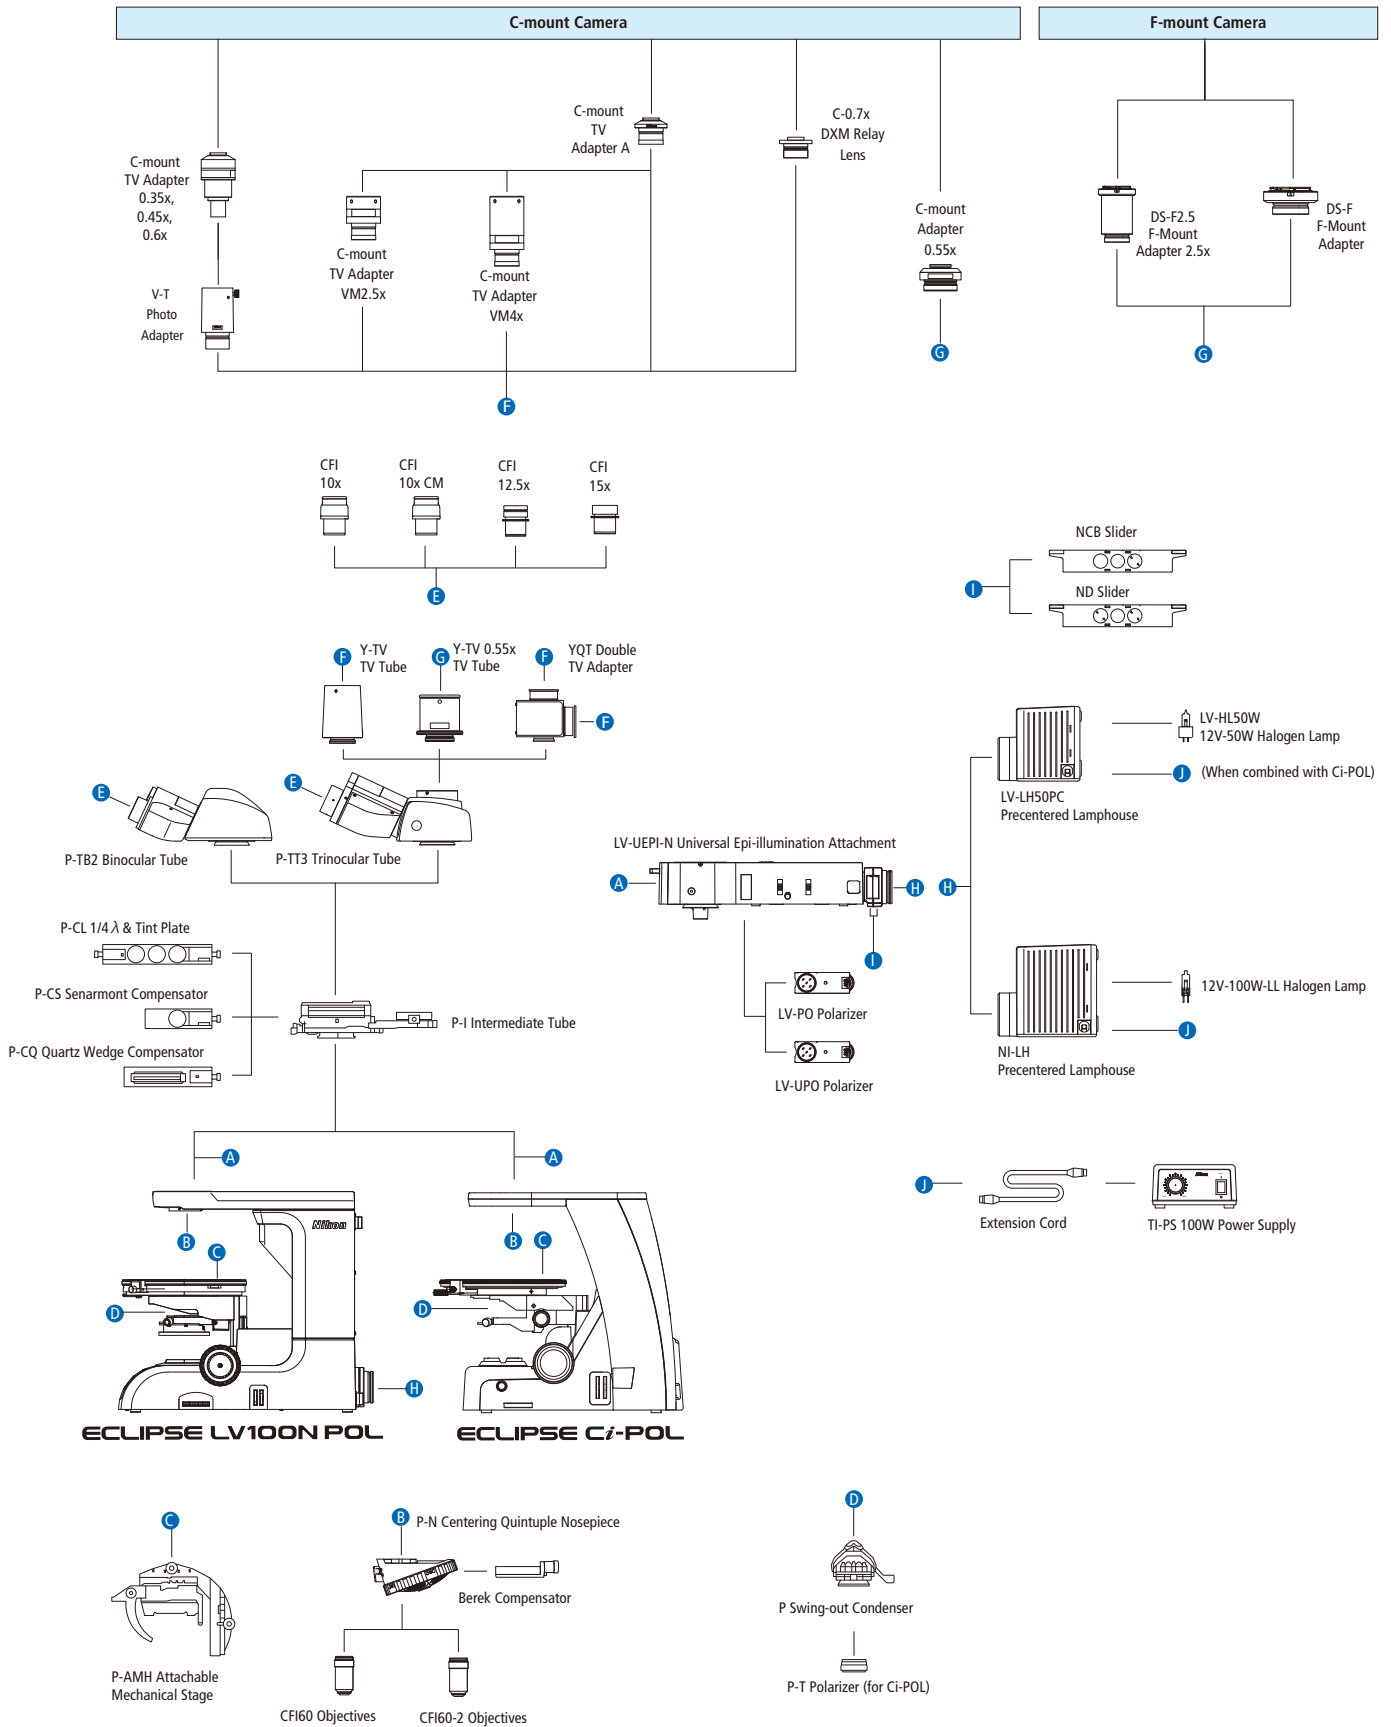 C-mount Camera
F-mount Camera
C-mount
TV
Adapter A
C-0.7x
DXM Relay
Lens
C-mount
TV Adapter
0.35x,
0.45x,
0.6x
C-mount
Adapter
0.55x
DS-F2.5
F-Mount
Adapter 2.5x
DS-F
F-Mount
Adapter
C-mount
TV Adapter
VM2.5x
C-mount
TV Adapter
VM4x
V-T
Photo
Adapter
G
G
F
CFI
10x
CFI
10x CM
CFI
12.5x
CFI
15x
E
NCB Slider
I
ND Slider
F
Y-TV
TV Tube
G
Y-TV 0.55x
TV Tube
F
YQT Double
TV Adapter
F
LV-HL50W
12V-50W Halogen Lamp
J
(When combined with Ci-POL)
LV-LH50PC
Precentered Lamphouse
E
E
P-TB2 Binocular Tube
P-TT3 Trinocular Tube
LV-UEPI-N Universal Epi-illumination Attachment
A
H
H
I
P-CL 1/4 λ & Tint Plate
P-CS Senarmont Compensator
P-I Intermediate Tube
P-CQ Quartz Wedge Compensator
LV-PO Polarizer
LV-UPO Polarizer
12V-100W-LL Halogen Lamp
J
NI-LH
Precentered Lamphouse
A
A
J
Extension Cord
TI-PS 100W Power Supply
Nikon
B
C
D
H
B
C
D
ECLIPSE LV100N POL
ECLIPSE Ci-POL
C
P-AMH Attachable
Mechanical Stage
B
P-N Centering Quintuple Nosepiece
Berek Compensator
CFI60 Objectives
CFI60-2 Objectives
D
P Swing-out Condenser
P-T Polarizer (for Ci-POL)